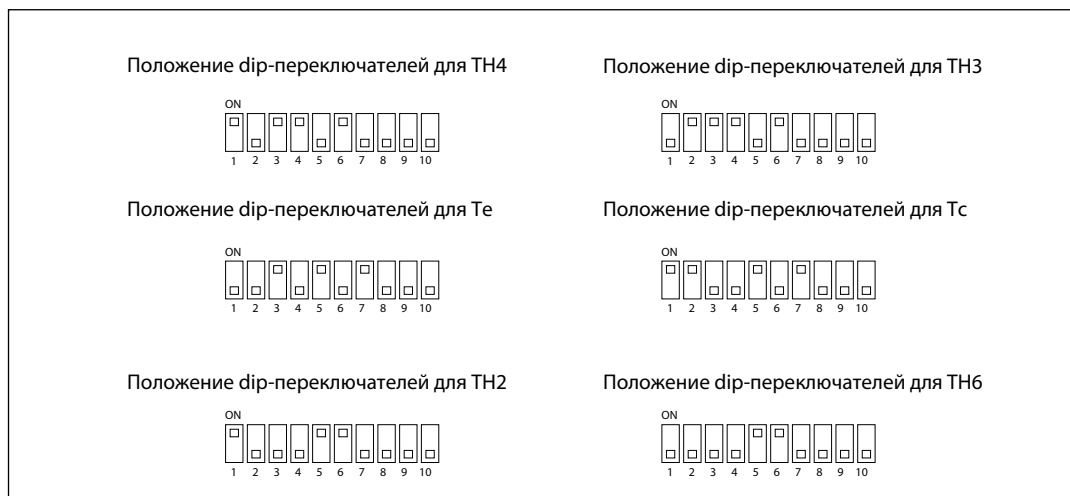 Положение dip-переключателей для TH4
ON
1 2 3 4 5 6 7 8 9 10
Положение dip-переключателей для TH3
ON
1 2 3 4 5 6 7 8 9 10
Положение dip-переключателей для Te
ON
1 2 3 4 5 6 7 8 9 10
Положение dip-переключателей для Tc
ON
1 2 3 4 5 6 7 8 9 10
Положение dip-переключателей для TH2
ON
1 2 3 4 5 6 7 8 9 10
Положение dip-переключателей для TH6
ON
1 2 3 4 5 6 7 8 9 10